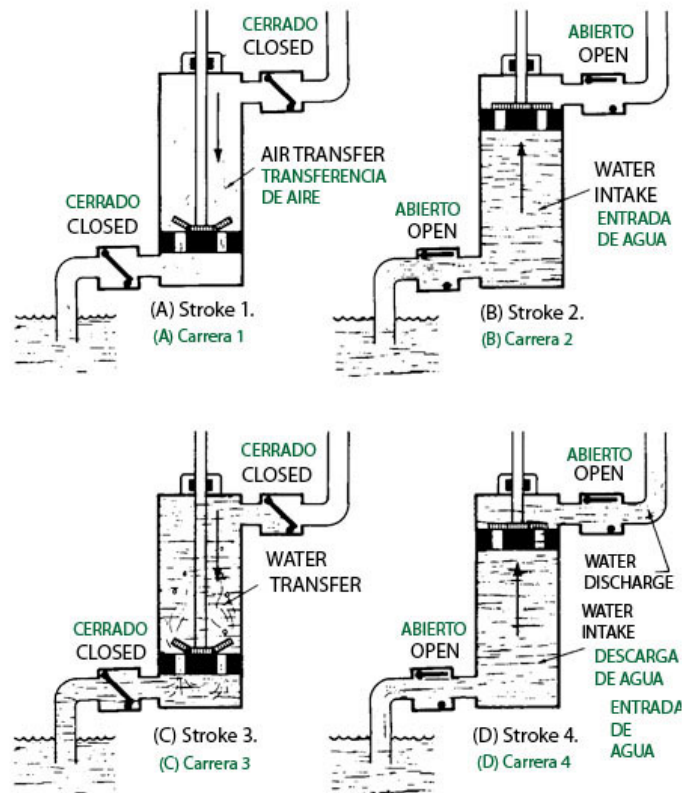 CERRADO
CLOSED
AIR TRANSFER
TRANSFERENCIA
DE AIRE
CERRADO
CLOSED
(A) Stroke 1.
(A) Carrera 1
ABIERTO
OPEN
WATER
INTAKE
ENTRADA
DE AGUA
ABIERTO
OPEN
(B) Stroke 2.
(B) Carrera 2
CERRADO
CLOSED
WATER
TRANSFER
CERRADO
CLOSED
(C) Stroke 3.
(C) Carrera 3
ABIERTO
OPEN
WATER
DISCHARGE
WATER
INTAKE
ABIERTO
OPEN
DESCARGA
DE AGUA
ENTRADA
DE
AGUA
(D) Stroke 4.
(D) Carrera 4